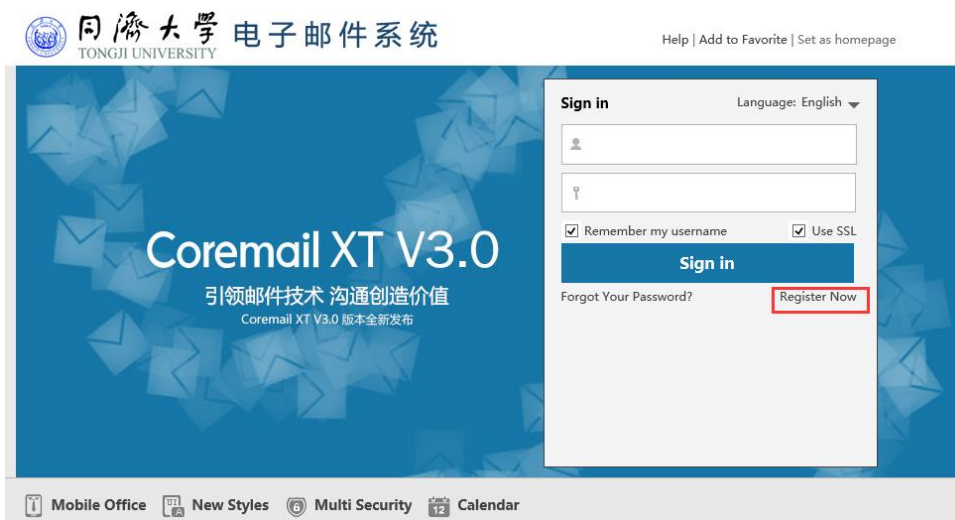 同濟大学 电子邮件系统
TONGJI UNIVERSITY
Help | Add to Favorite | Set as homepage
Sign in
Language: English
Remember my username
Use SSL
Sign in
Forgot Your Password?
Register Now
Coremail XT V3.0
引领邮件技术 沟通创造价值
Coremail XT V3.0 版本全新发布
Mobile Office
New Styles
Multi Security
12 Calendar